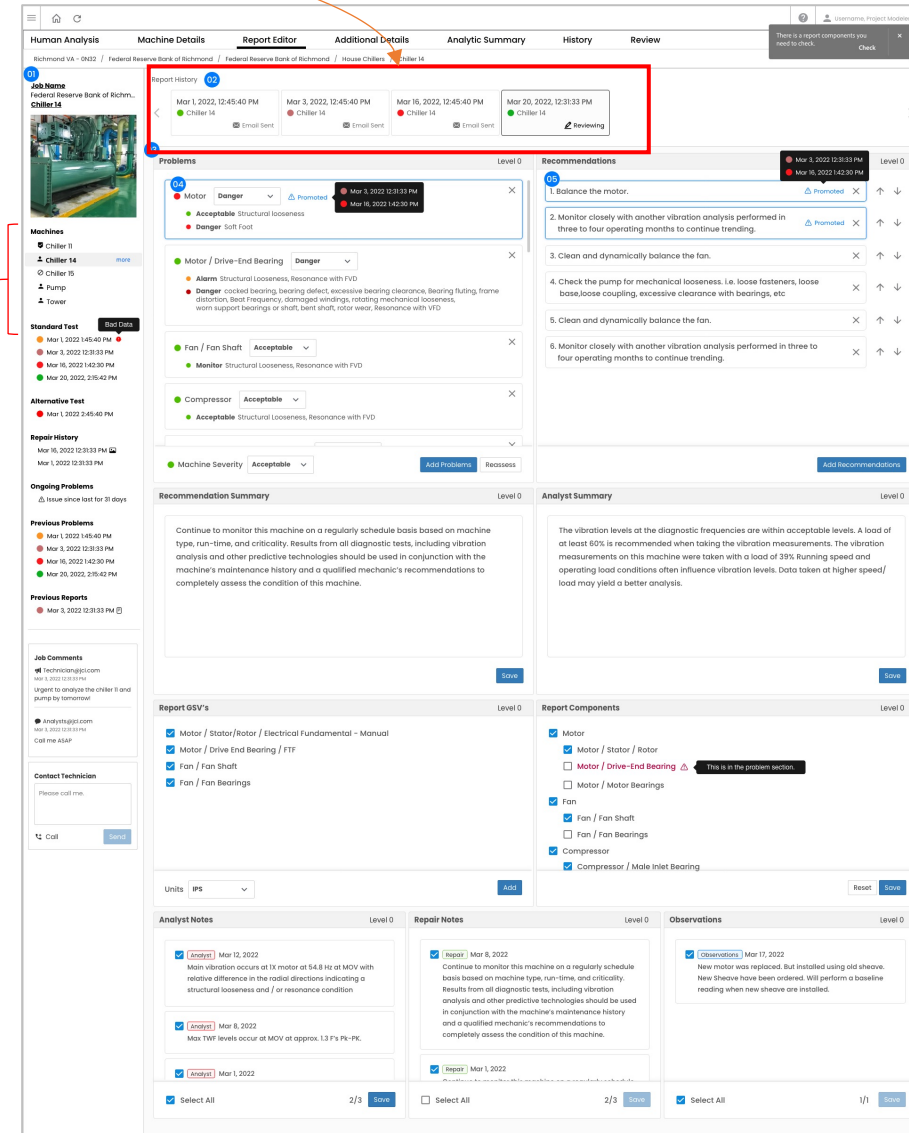 Username, Project Modeler
Human Analysis Machine Details Report Editor Additional Details Analytic Summary History Review
There is a report components you
need to check.
Check
Richmond VA - 0N32 / Federal Reserve Bank of Richmond / Federal Reserve Bank of Richmond / House Chillers / Chiller 14
01
Job Name
Federal Reserve Bank of Richm...
Chiller 14
Machines
Chiller 11
Chiller 14 more
Chiller 15
Pump
Tower
Standard Test
Bad Data
Mar 1, 2022 1:45:40 PM
Mar 3, 2022 12:31:33 PM
Mar 16, 2022 1:42:30 PM
Mar 20, 2022, 2:15:42 PM
Alternative Test
Mar 1, 2022 2:45:40 PM
Repair History
Mar 16, 2022 12:31:33 PM
Mar 1, 2022 12:31:33 PM
Ongoing Problems
Issue since last for 31 days
Previous Problems
Mar 1, 2022 1:45:40 PM
Mar 3, 2022 12:31:33 PM
Mar 16, 2022 1:42:30 PM
Mar 20, 2022, 2:15:42 PM
Previous Reports
Mar 3, 2022 12:31:33 PM
Job Comments
Technician@jci.com
Mar 3, 2022 12:31:33 PM
Urgent to analyze the chiller 11 and
pump by tomorrow!
Analysts@jci.com
Mar 3, 2022 12:31:33 PM
Call me ASAP
Contact Technician
Please call me.
Call Send
Report History 02
Mar 1, 2022, 12:45:40 PM
Chiller 14
Email Sent
Mar 3, 2022, 12:45:40 PM
Chiller 14
Email Sent
Mar 16, 2022, 12:45:40 PM
Chiller 14
Email Sent
Mar 20, 2022, 12:31:33 PM
Chiller 14
Reviewing
Problems Level 0
04
Motor Danger Promoted
Mar 3, 2022 12:31:33 PM
Mar 16, 2022 1:42:30 PM
Acceptable Structural looseness
Danger Soft Foot
Motor / Drive-End Bearing Danger
Alarm Structural Looseness, Resonance with FVD
Danger cocked bearing, bearing defect, excessive bearing clearance, Bearing fluting, frame
distortion, Beat Frequency, damaged windings, rotating mechanical looseness,
worn support bearings or shaft, bent shaft, rotor wear, Resonance with VFD
Fan / Fan Shaft Acceptable
Monitor Structural Looseness, Resonance with FVD
Compressor Acceptable
Acceptable Structural Looseness, Resonance with FVD
Machine Severity Acceptable Add Problems Reassess
Recommendations Level 0
Mar 3, 2022 12:31:33 PM
Mar 16, 2022 1:42:30 PM
05
1. Balance the motor. Promoted
2. Monitor closely with another vibration analysis performed in
three to four operating months to continue trending. Promoted
3. Clean and dynamically balance the fan.
4. Check the pump for mechanical looseness. i.e. loose fasteners, loose
base,loose coupling, excessive clearance with bearings, etc
5. Clean and dynamically balance the fan.
6. Monitor closely with another vibration analysis performed in three to
four operating months to continue trending.
Add Recommendations
Recommendation Summary Level 0
Continue to monitor this machine on a regularly schedule basis based on machine
type, run-time, and criticality. Results from all diagnostic tests, including vibration
analysis and other predictive technologies should be used in conjunction with the
machine's maintenance history and a qualified mechanic's recommendations to
completely assess the condition of this machine.
Save
Analyst Summary Level 0
The vibration levels at the diagnostic frequencies are within acceptable levels. A load of
at least 60% is recommended when taking the vibration measurements. The vibration
measurements on this machine were taken with a load of 39% Running speed and
operating load conditions often influence vibration levels. Data taken at higher speed/
load may yield a better analysis.
Save
Report GSV's Level 0
Motor / Stator/Rotor / Electrical Fundamental - Manual
Motor / Drive End Bearing / FTF
Fan / Fan Shaft
Fan / Fan Bearings
Units IPS Add
Report Components Level 0
Motor
Motor / Stator / Rotor
Motor / Drive-End Bearing This is in the problem section.
Motor / Motor Bearings
Fan
Fan / Fan Shaft
Fan / Fan Bearings
Compressor
Compressor / Male Inlet Bearing
Reset Save
Analyst Notes Level 0
Analyst Mar 12, 2022
Main vibration occurs at 1X motor at 54.8 Hz at MOV with
relative difference in the radial directions indicating a
structural looseness and / or resonance condition
Analyst Mar 8, 2022
Max TWF levels occur at MOV at approx. 1.3 F's Pk-PK.
Analyst Mar 1, 2022
Select All 2/3 Save
Repair Notes Level 0
Repair Mar 8, 2022
Continue to monitor this machine on a regularly schedule
basis based on machine type, run-time, and criticality.
Results from all diagnostic tests, including vibration
analysis and other predictive technologies should be used
in conjunction with the machine's maintenance history
and a qualified mechanic's recommendations to
completely assess the condition of this machine.
Repair Mar 1, 2022
Select All 2/3 Save
Observations Level 0
Observations Mar 17, 2022
New motor was replaced. But installed using old sheave.
New Sheave have been ordered. Will perform a baseline
reading when new sheave are installed.
Select All 1/1 Save